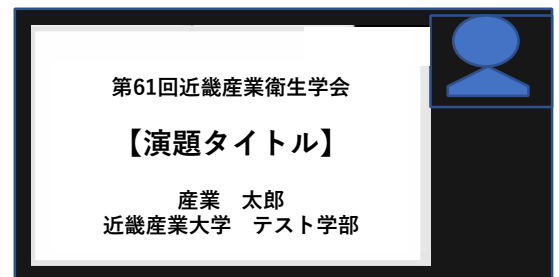 第61回近畿産業衛生学会
【演題タイトル】
産業　太郎
近畿産業大学　テスト学部